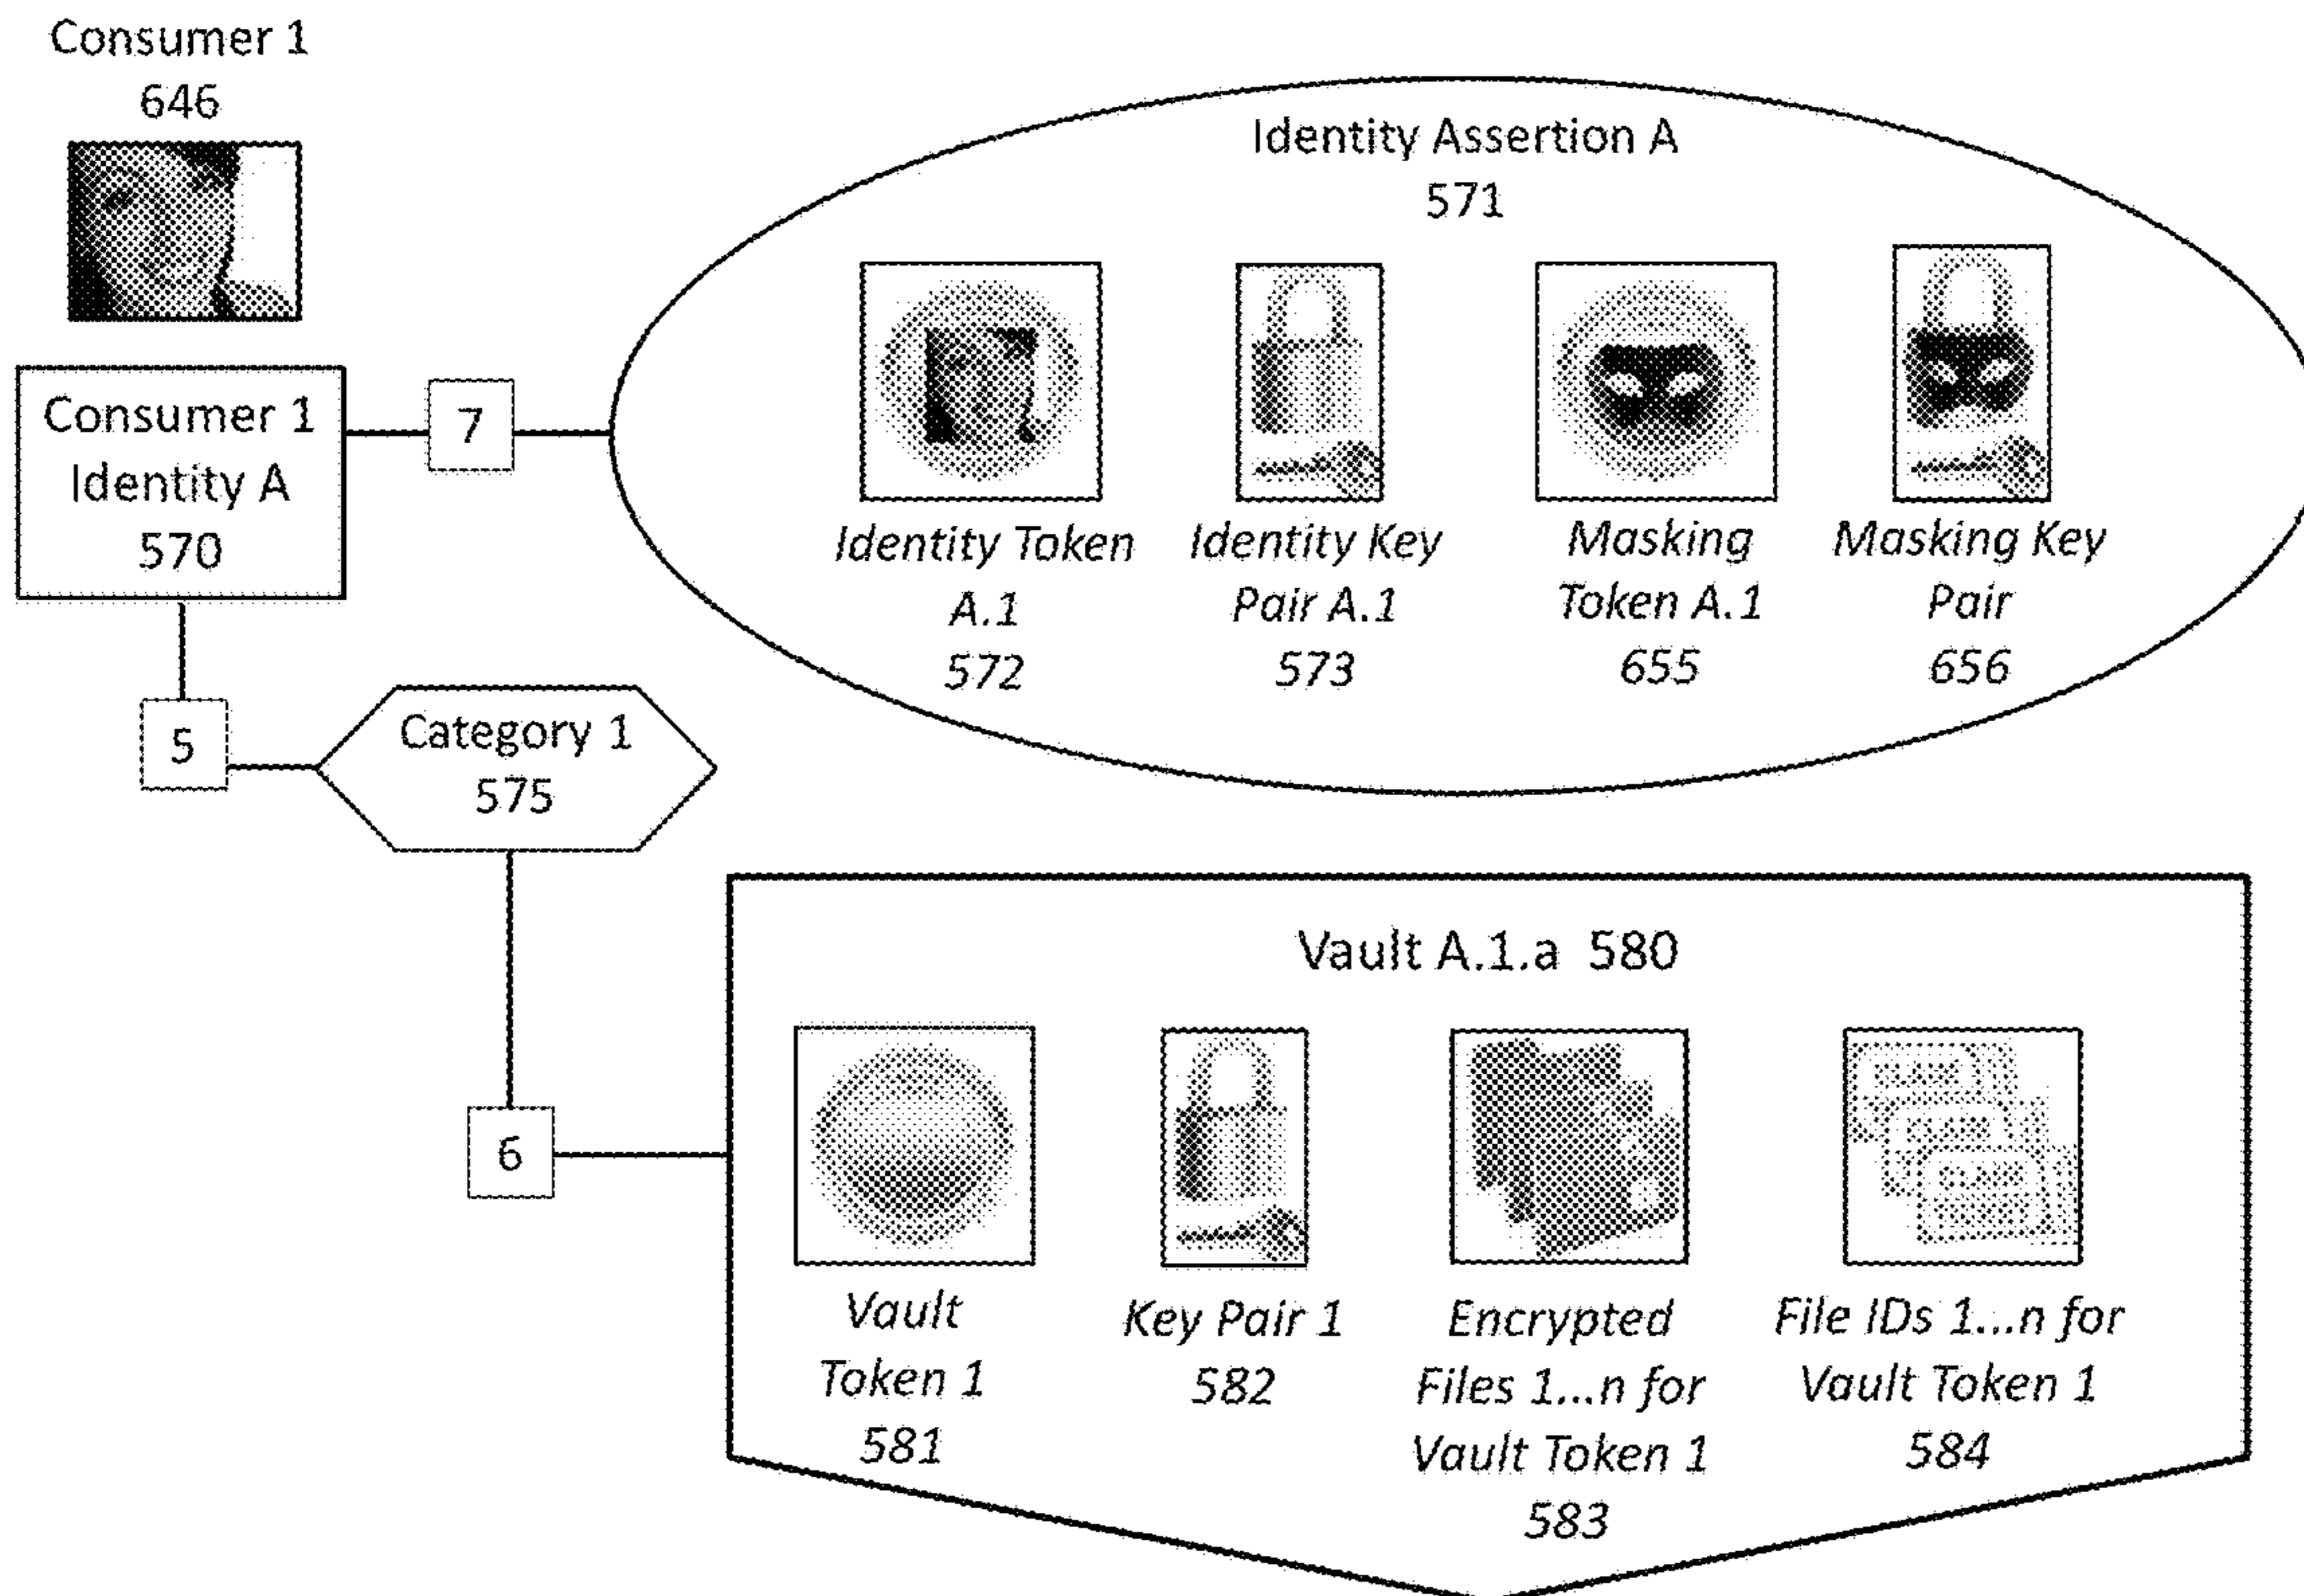 Consumer 1
646
Identity Assertion A
571
Consumer 1
Identity A
570
7
Identity Token
A.1
572
Identity Key
Pair A.1
573
Masking
Token A.1
655
Masking Key
Pair
656
5
Category 1
575
Vault A.1.a 580
6
Vault
Token 1
581
Key Pair 1
582
Encrypted
Files 1...n for
Vault Token 1
583
File IDs 1...n for
Vault Token 1
584